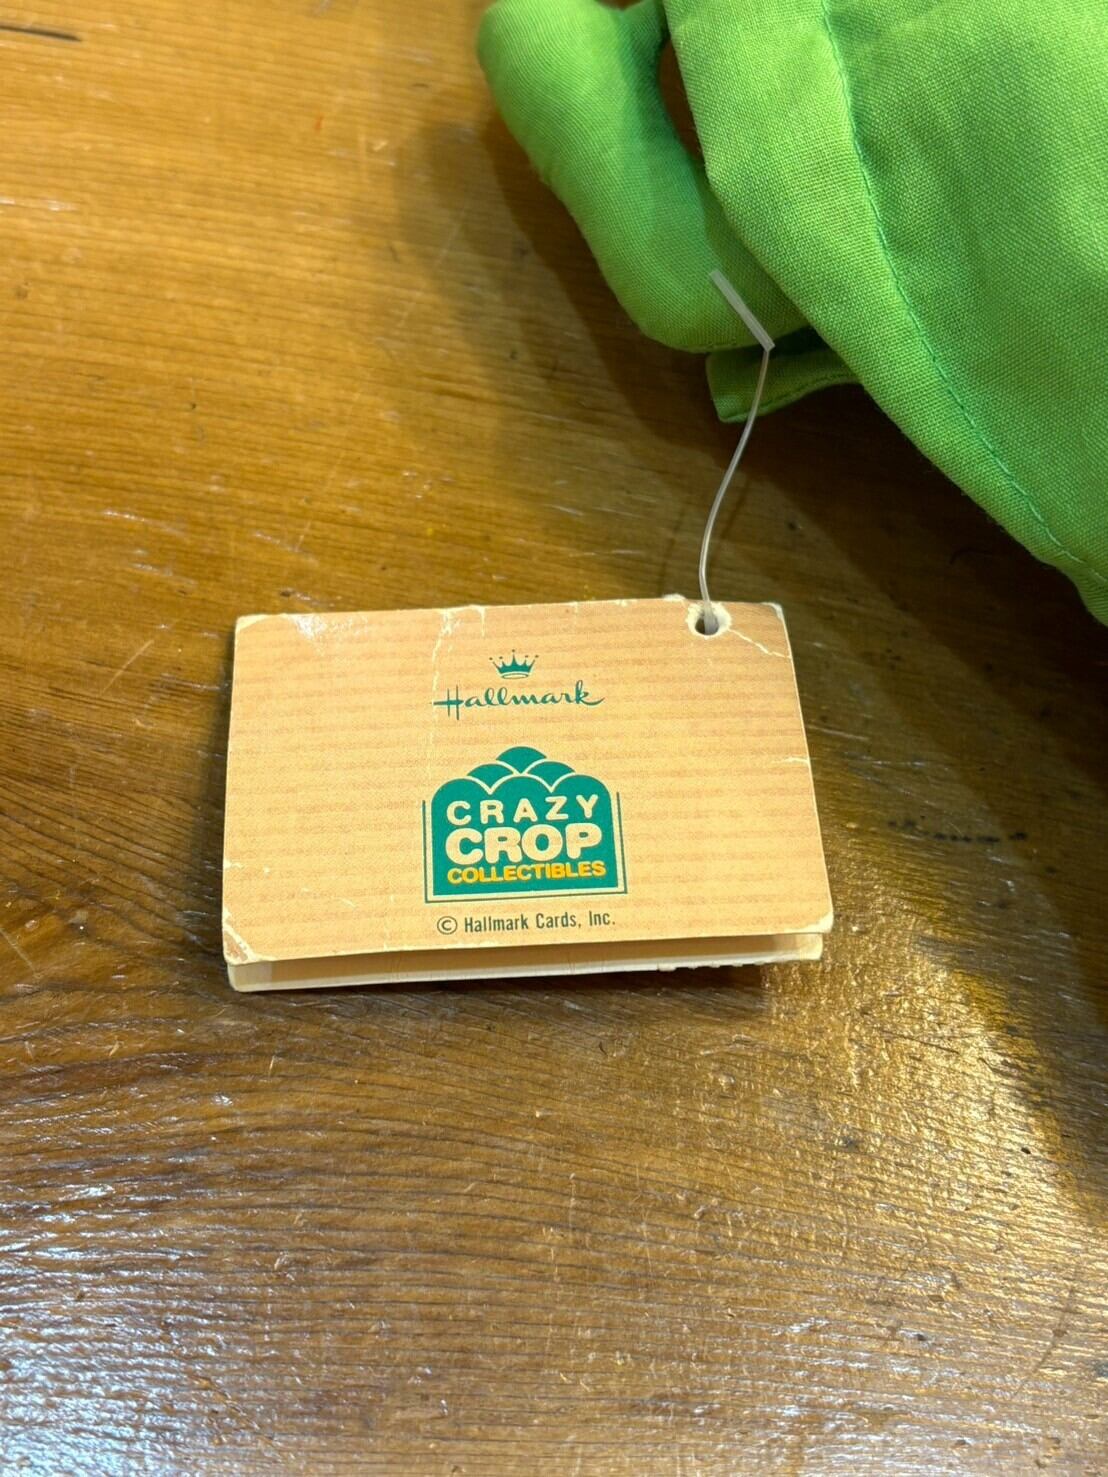 Hallmark
CRAZY
CROP
COLLECTIBLES
© Hallmark Cards, Inc.